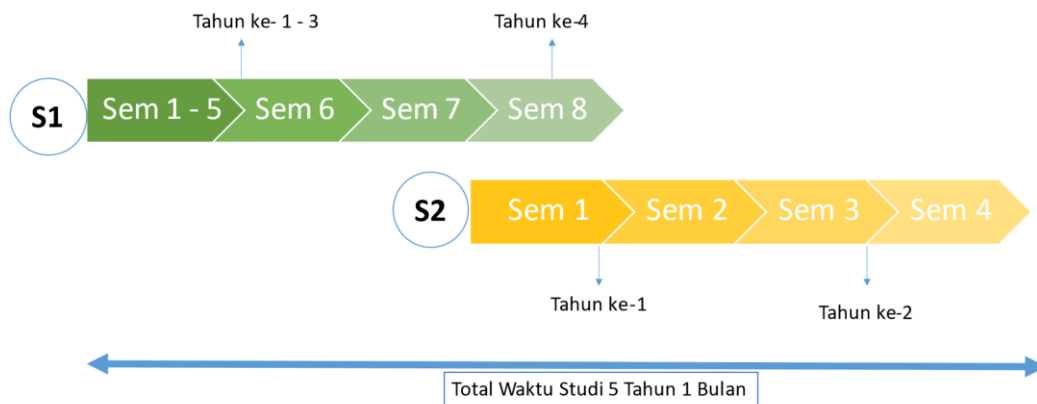 Tahun ke- 1 - 3
Tahun ke-4
S1
Sem 1 - 5
Sem 6
Sem 7
Sem 8
S2
Sem 1
Sem 2
Sem 3
Sem 4
Tahun ke-1
Tahun ke-2
Total Waktu Studi 5 Tahun 1 Bulan